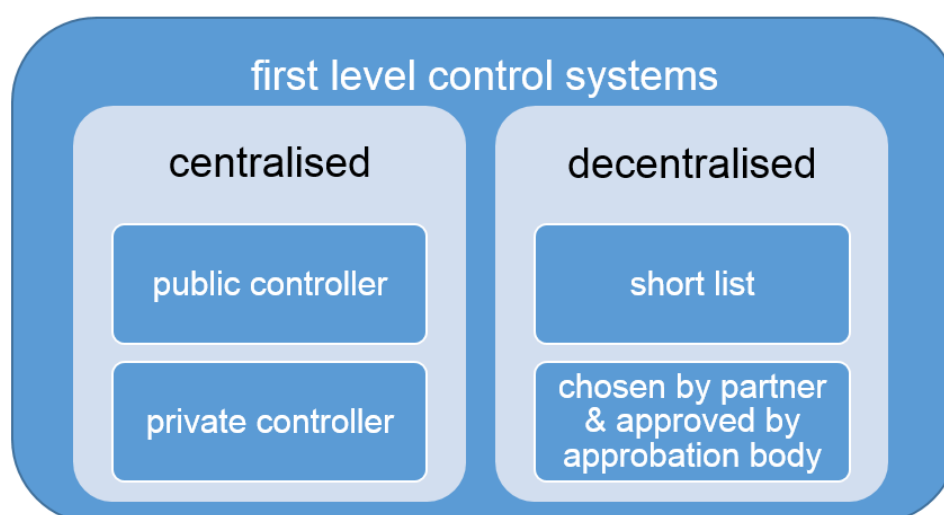 first level control systems
centralised
public controller
private controller
decentralised
short list
chosen by partner
& approved by
approbation body